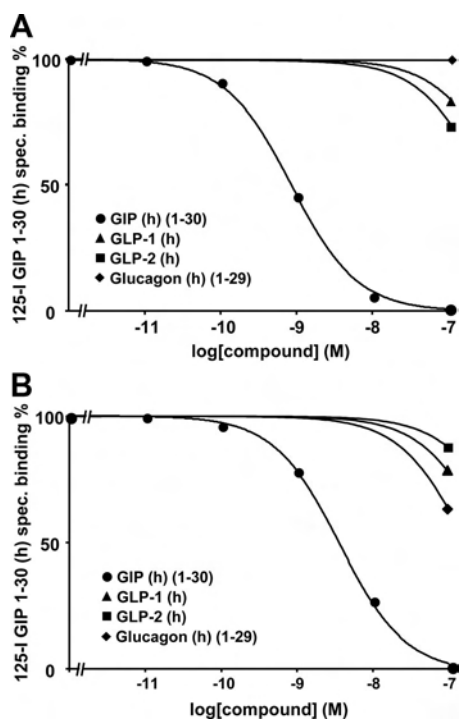 A
125-I GIP 1-30 (h) spec. binding %
100
50
0
GIP (h) (1-30)
GLP-1 (h)
GLP-2 (h)
Glucagon (h) (1-29)
-11 -10 -9 -8 -7
log[compound] (M)
B
125-I GIP 1-30 (h) spec. binding %
100
50
0
GIP (h) (1-30)
GLP-1 (h)
GLP-2 (h)
Glucagon (h) (1-29)
-11 -10 -9 -8 -7
log[compound] (M)